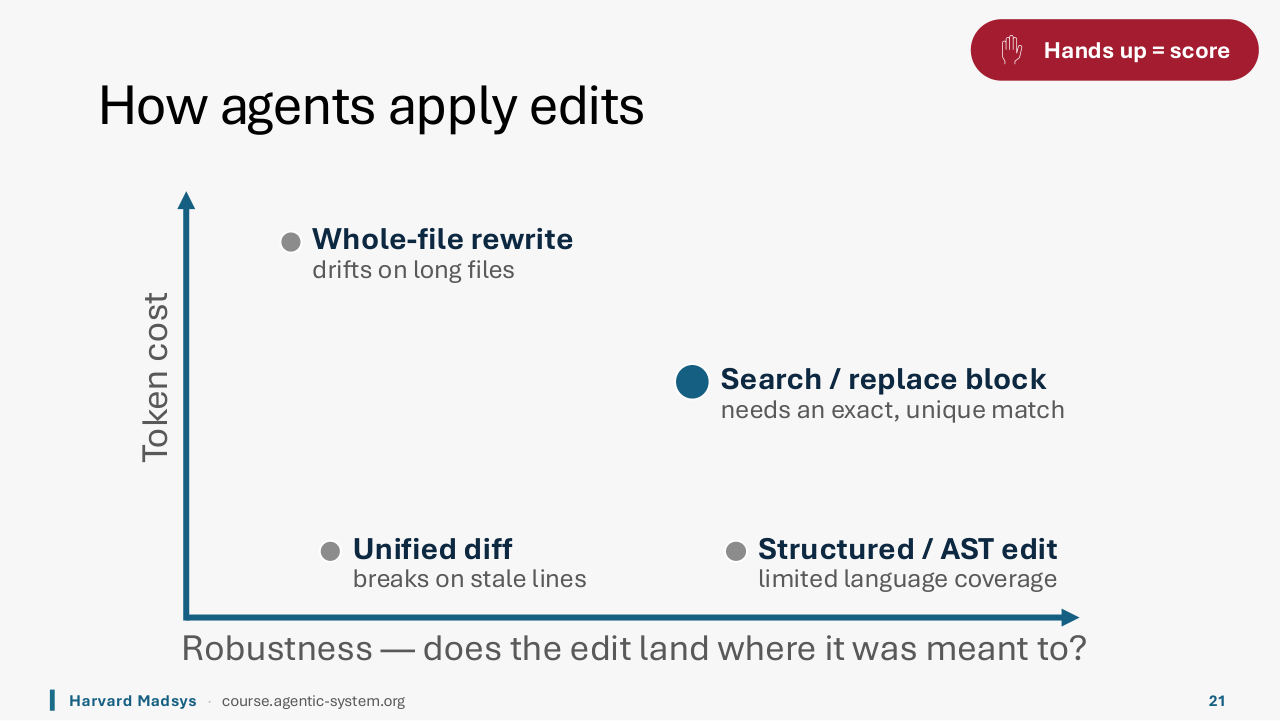 Hands up = score
How agents apply edits
Token cost
Whole-file rewrite
drifts on long files
Search / replace block
needs an exact, unique match
Unified diff
breaks on stale lines
Structured / AST edit
limited language coverage
Robustness — does the edit land where it was meant to?
Harvard Madsys · course.agentic-system.org
21